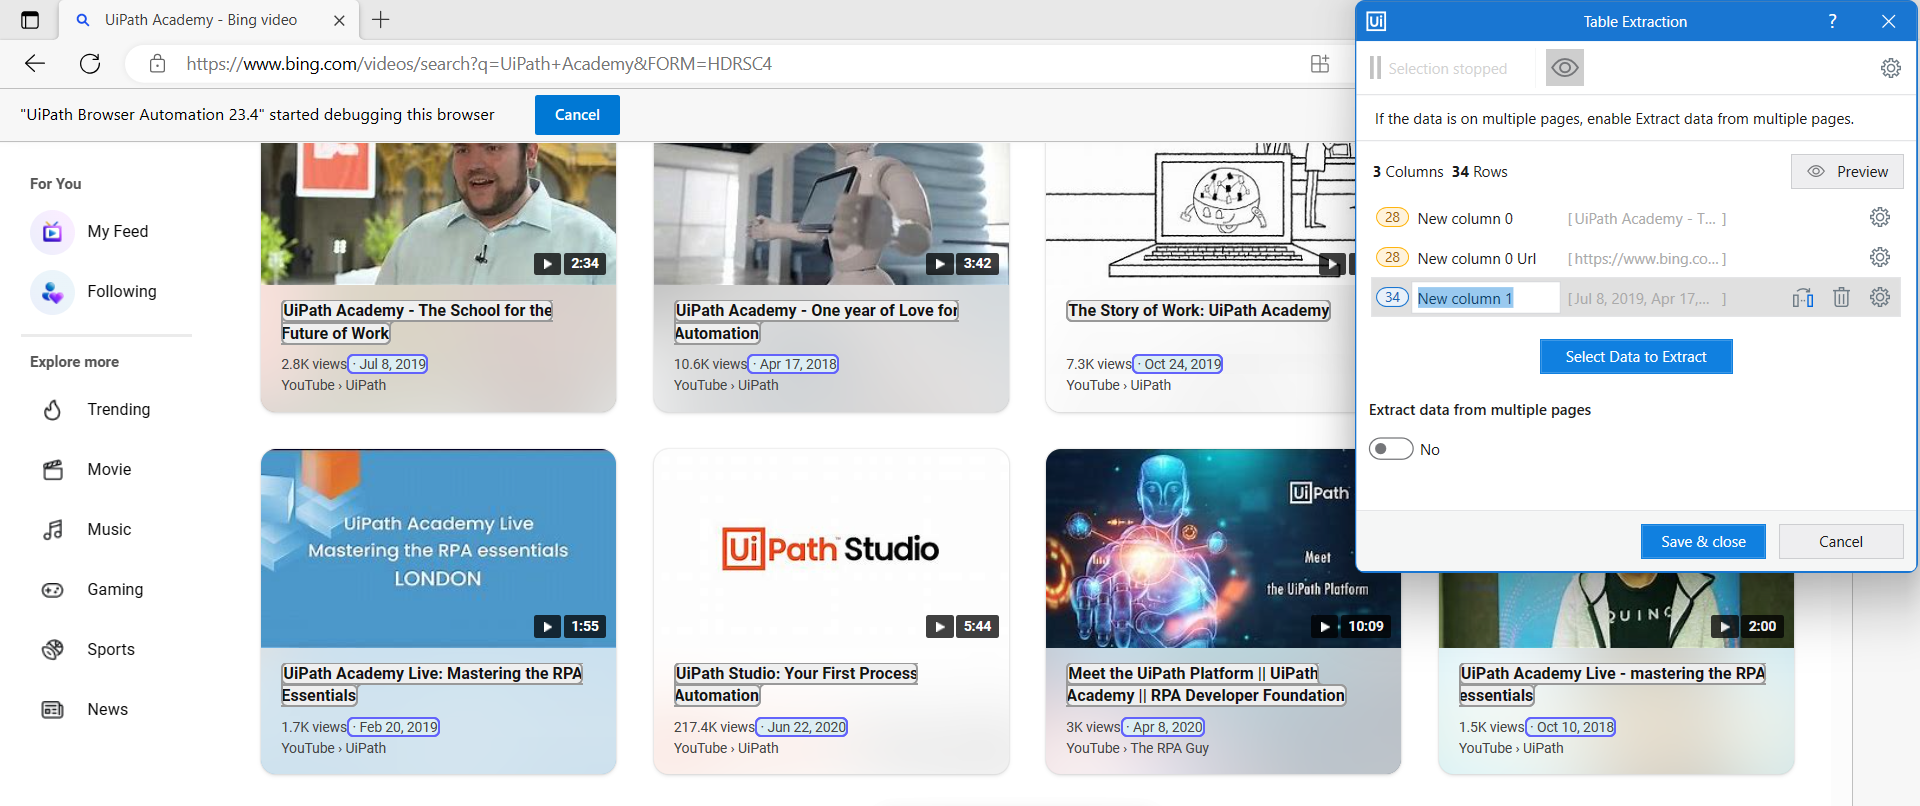 UiPath Academy - Bing video
https://www.bing.com/videos/search?q=UiPath+Academy&FORM=HDRSC4
"UiPath Browser Automation 23.4" started debugging this browser
Cancel
For You
My Feed
Following
Explore more
Trending
Movie
Music
Gaming
Sports
News
2:34
UiPath Academy - The School for the
Future of Work
2.8K views · Jul 8, 2019
YouTube › UiPath
3:42
UiPath Academy - One year of Love for
Automation
10.6K views · Apr 17, 2018
YouTube › UiPath
The Story of Work: UiPath Academy
7.3K views · Oct 24, 2019
YouTube › UiPath
UiPath Academy Live
Mastering the RPA essentials
LONDON
1:55
UiPath Academy Live: Mastering the RPA
Essentials
1.7K views · Feb 20, 2019
YouTube › UiPath
UiPath Studio
5:44
UiPath Studio: Your First Process
Automation
217.4K views · Jun 22, 2020
YouTube › UiPath
UiPath
Meet
the UiPath Platform
10:09
Meet the UiPath Platform || UiPath
Academy || RPA Developer Foundation
3K views · Apr 8, 2020
YouTube › The RPA Guy
QUINC
2:00
UiPath Academy Live - mastering the RPA
essentials
1.5K views · Oct 10, 2018
YouTube › UiPath
Ui
Table Extraction
?
Selection stopped
If the data is on multiple pages, enable Extract data from multiple pages.
3 Columns 34 Rows
Preview
28 New column 0 [UiPath Academy - T... ]
28 New column 0 Url [https://www.bing.co... ]
34 New column 1 [Jul 8, 2019, Apr 17,... ]
Select Data to Extract
Extract data from multiple pages
No
Save & close
Cancel